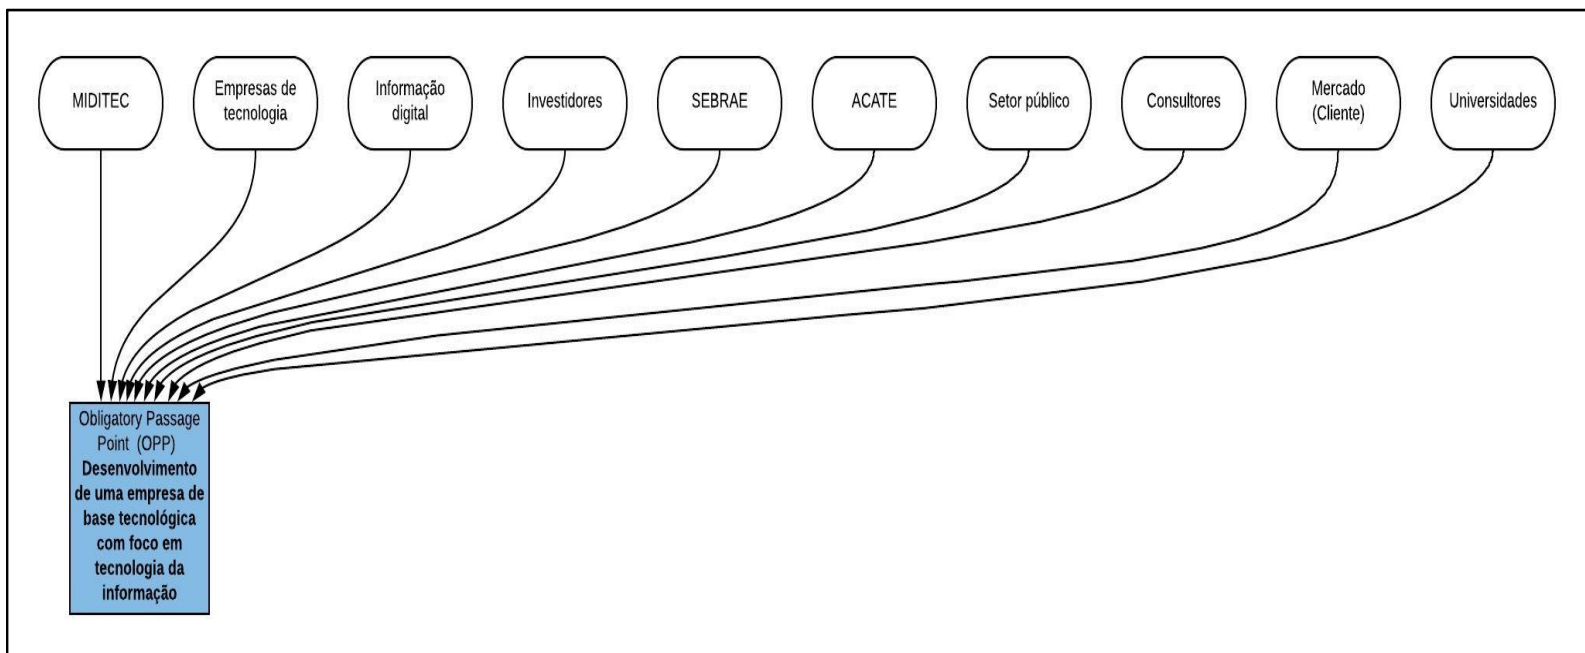 MIDITEC
Empresas de
tecnologia
Informação
digital
Investidores
SEBRAE
ACATE
Setor público
Consultores
Mercado
(Cliente)
Universidades
Obligatory Passage
Point (OPP)
Desenvolvimento
de uma empresa de
base tecnológica
com foco em
tecnologia da
informação